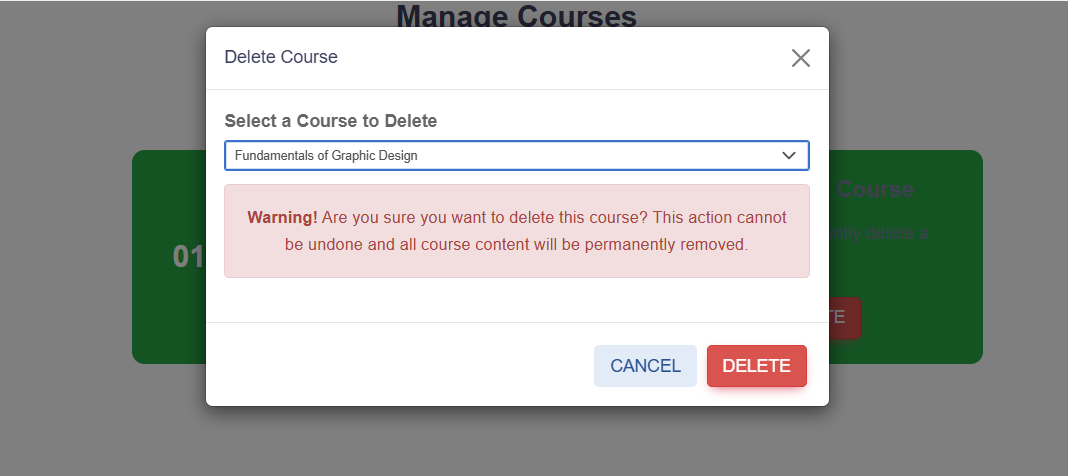 Manage Courses
Delete Course
Select a Course to Delete
Fundamentals of Graphic Design
Warning! Are you sure you want to delete this course? This action cannot
be undone and all course content will be permanently removed.
01
Course
delete a
CANCEL
DELETE